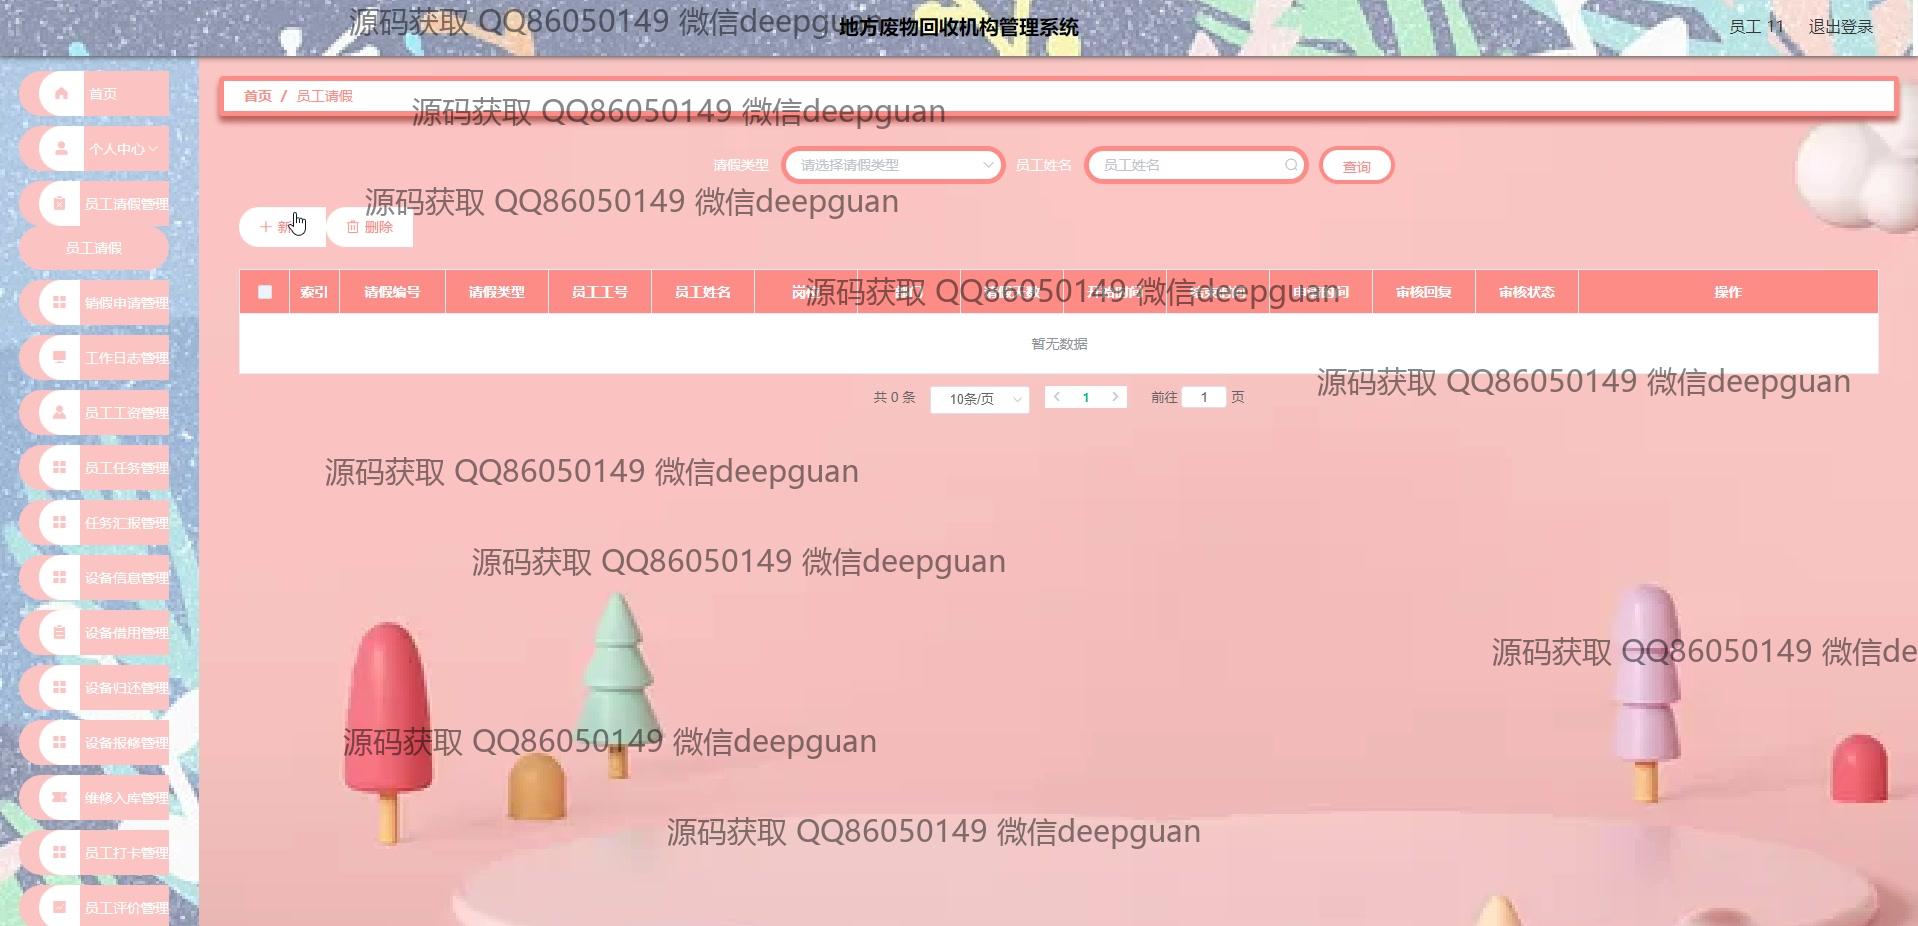 源码获取 QQ86050149 微信deepguan
地方废物回收机构管理系统
员工 11 退出登录
首页
个人中心
员工请假管理
员工请假
销假申请管理
工作日志管理
员工工资管理
员工任务管理
任务汇报管理
设备信息管理
设备借用管理
设备归还管理
设备报修管理
维修入库管理
员工打卡管理
员工评价管理
首页 / 员工请假
源码获取 QQ86050149 微信deepguan
请假类型 请选择请假类型 员工姓名 员工姓名 查询
源码获取 QQ86050149 微信deepguan
新 删除
索引 请假编号 请假类型 员工工号 员工姓名 审核回复 审核状态 操作
源码获取 QQ86050149 微信deepguan
暂无数据
源码获取 QQ86050149 微信deepguan
共 0 条 10条/页 1 前往 1 页
源码获取 QQ86050149 微信deepguan
源码获取 QQ86050149 微信deepguan
源码获取 QQ86050149 微信de
源码获取 QQ86050149 微信deepguan
源码获取 QQ86050149 微信deepguan